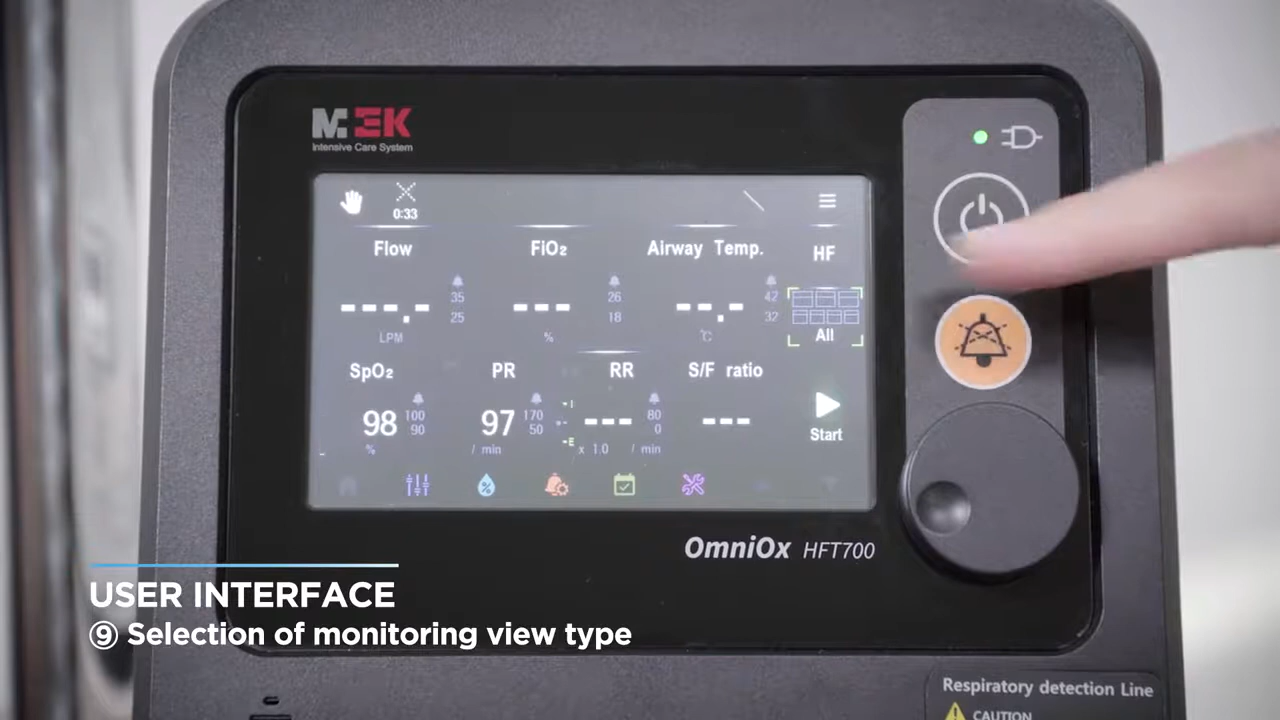 MEK
Intensive Care System
0:33
Flow
FiO₂
Airway Temp.
HF
---.-
35
25
LPM
---
26
18
%
--.-
42
32
℃
All
SpO₂
PR
RR
S/F ratio
98
100
90
%
97
170
50
/ min
---
80
0
x 1.0 / min
---
Start
OmniOx HFT700
USER INTERFACE
⑨ Selection of monitoring view type
Respiratory detection Line
CAUTION